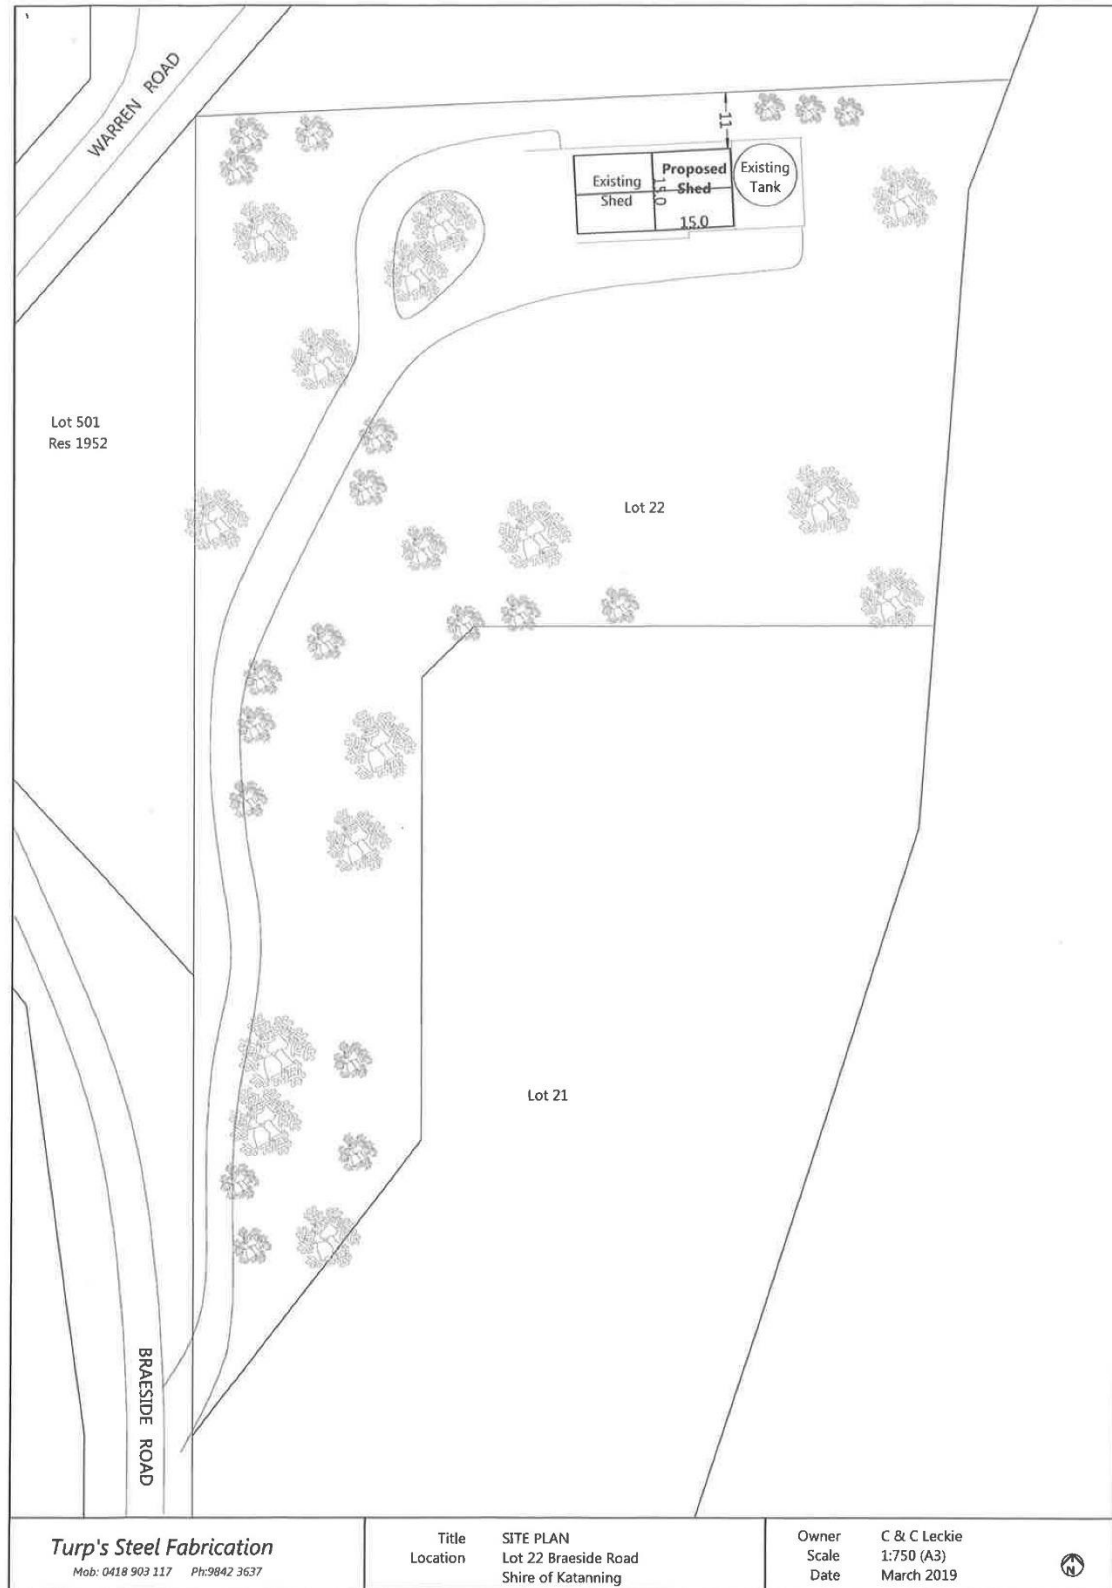 WARREN ROAD
11
Existing
Shed
Proposed
Shed
15.0
15.0
Existing
Tank
Lot 501
Res 1952
Lot 22
Lot 21
BRAESIDE ROAD
Turp's Steel Fabrication
Mob: 0418 903 117 Ph:9842 3637
Title SITE PLAN
Location Lot 22 Braeside Road
Shire of Katanning
Owner C & C Leckie
Scale 1:750 (A3)
Date March 2019
N